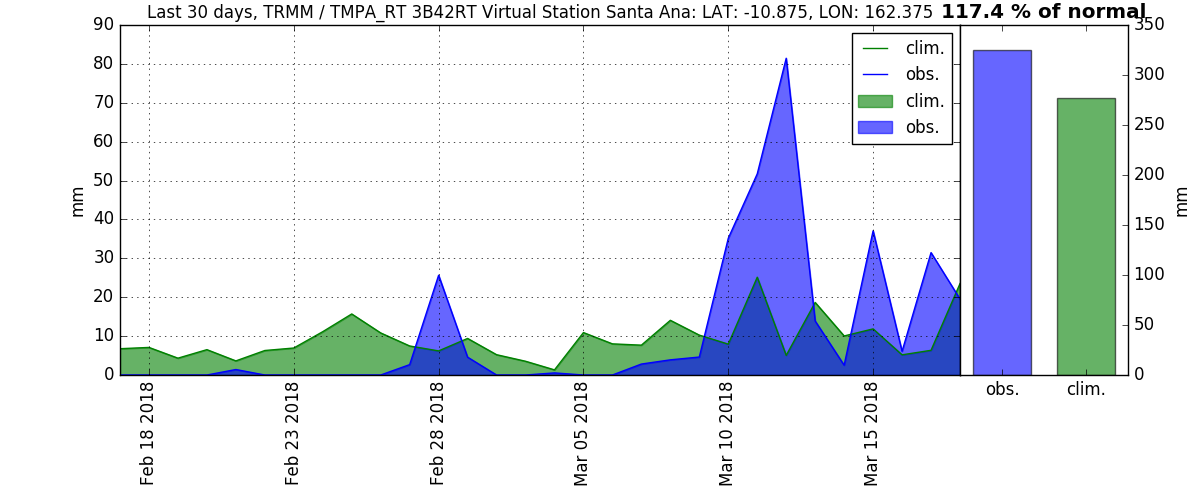 Last 30 days, TRMM / TMPA_RT 3B42RT Virtual Station Santa Ana: LAT: -10.875, LON: 162.375 117.4 % of normal
90
80
70
60
50
40
30
20
10
0
mm
clim.
obs.
clim.
obs.
350
300
250
200
150
100
50
0
mm
obs. clim.
Feb 18 2018
Feb 23 2018
Feb 28 2018
Mar 05 2018
Mar 10 2018
Mar 15 2018